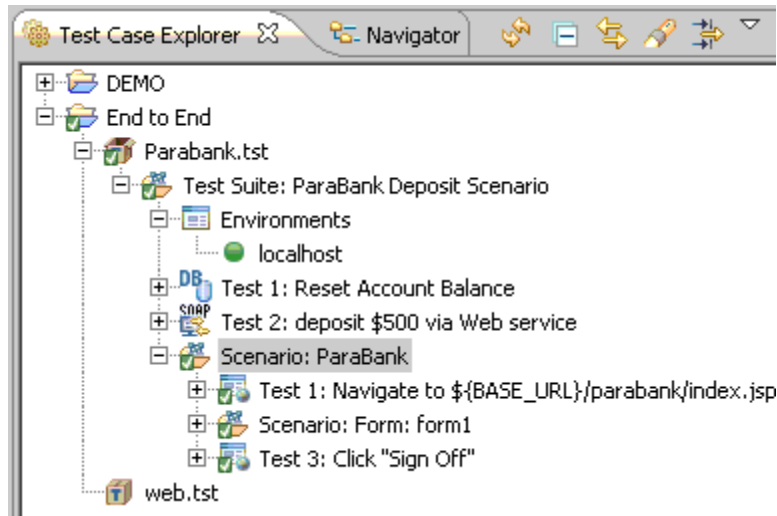 Test Case Explorer Navigator
DEMO
End to End
Parabank.tst
Test Suite: ParaBank Deposit Scenario
Environments
localhost
DB Test 1: Reset Account Balance
SOAP Test 2: deposit $500 via Web service
Scenario: ParaBank
Test 1: Navigate to ${BASE_URL}/parabank/index.jsp
Scenario: Form: form1
Test 3: Click "Sign Off"
T web.tst